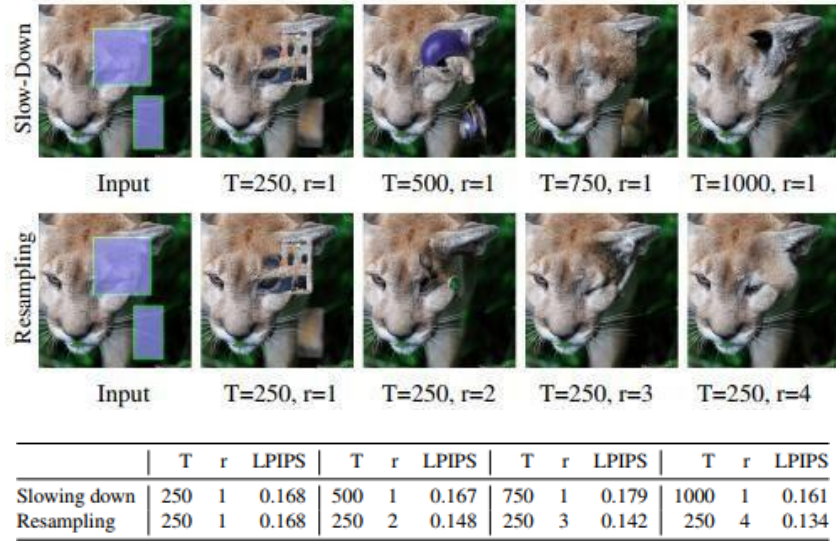 Slow-Down
Input T=250, r=1 T=500, r=1 T=750, r=1 T=1000, r=1
Resampling
Input T=250, r=1 T=250, r=2 T=250, r=3 T=250, r=4
T r LPIPS T r LPIPS T r LPIPS T r LPIPS
Slowing down 250 1 0.168 500 1 0.167 750 1 0.179 1000 1 0.161
Resampling 250 1 0.168 250 2 0.148 250 3 0.142 250 4 0.134